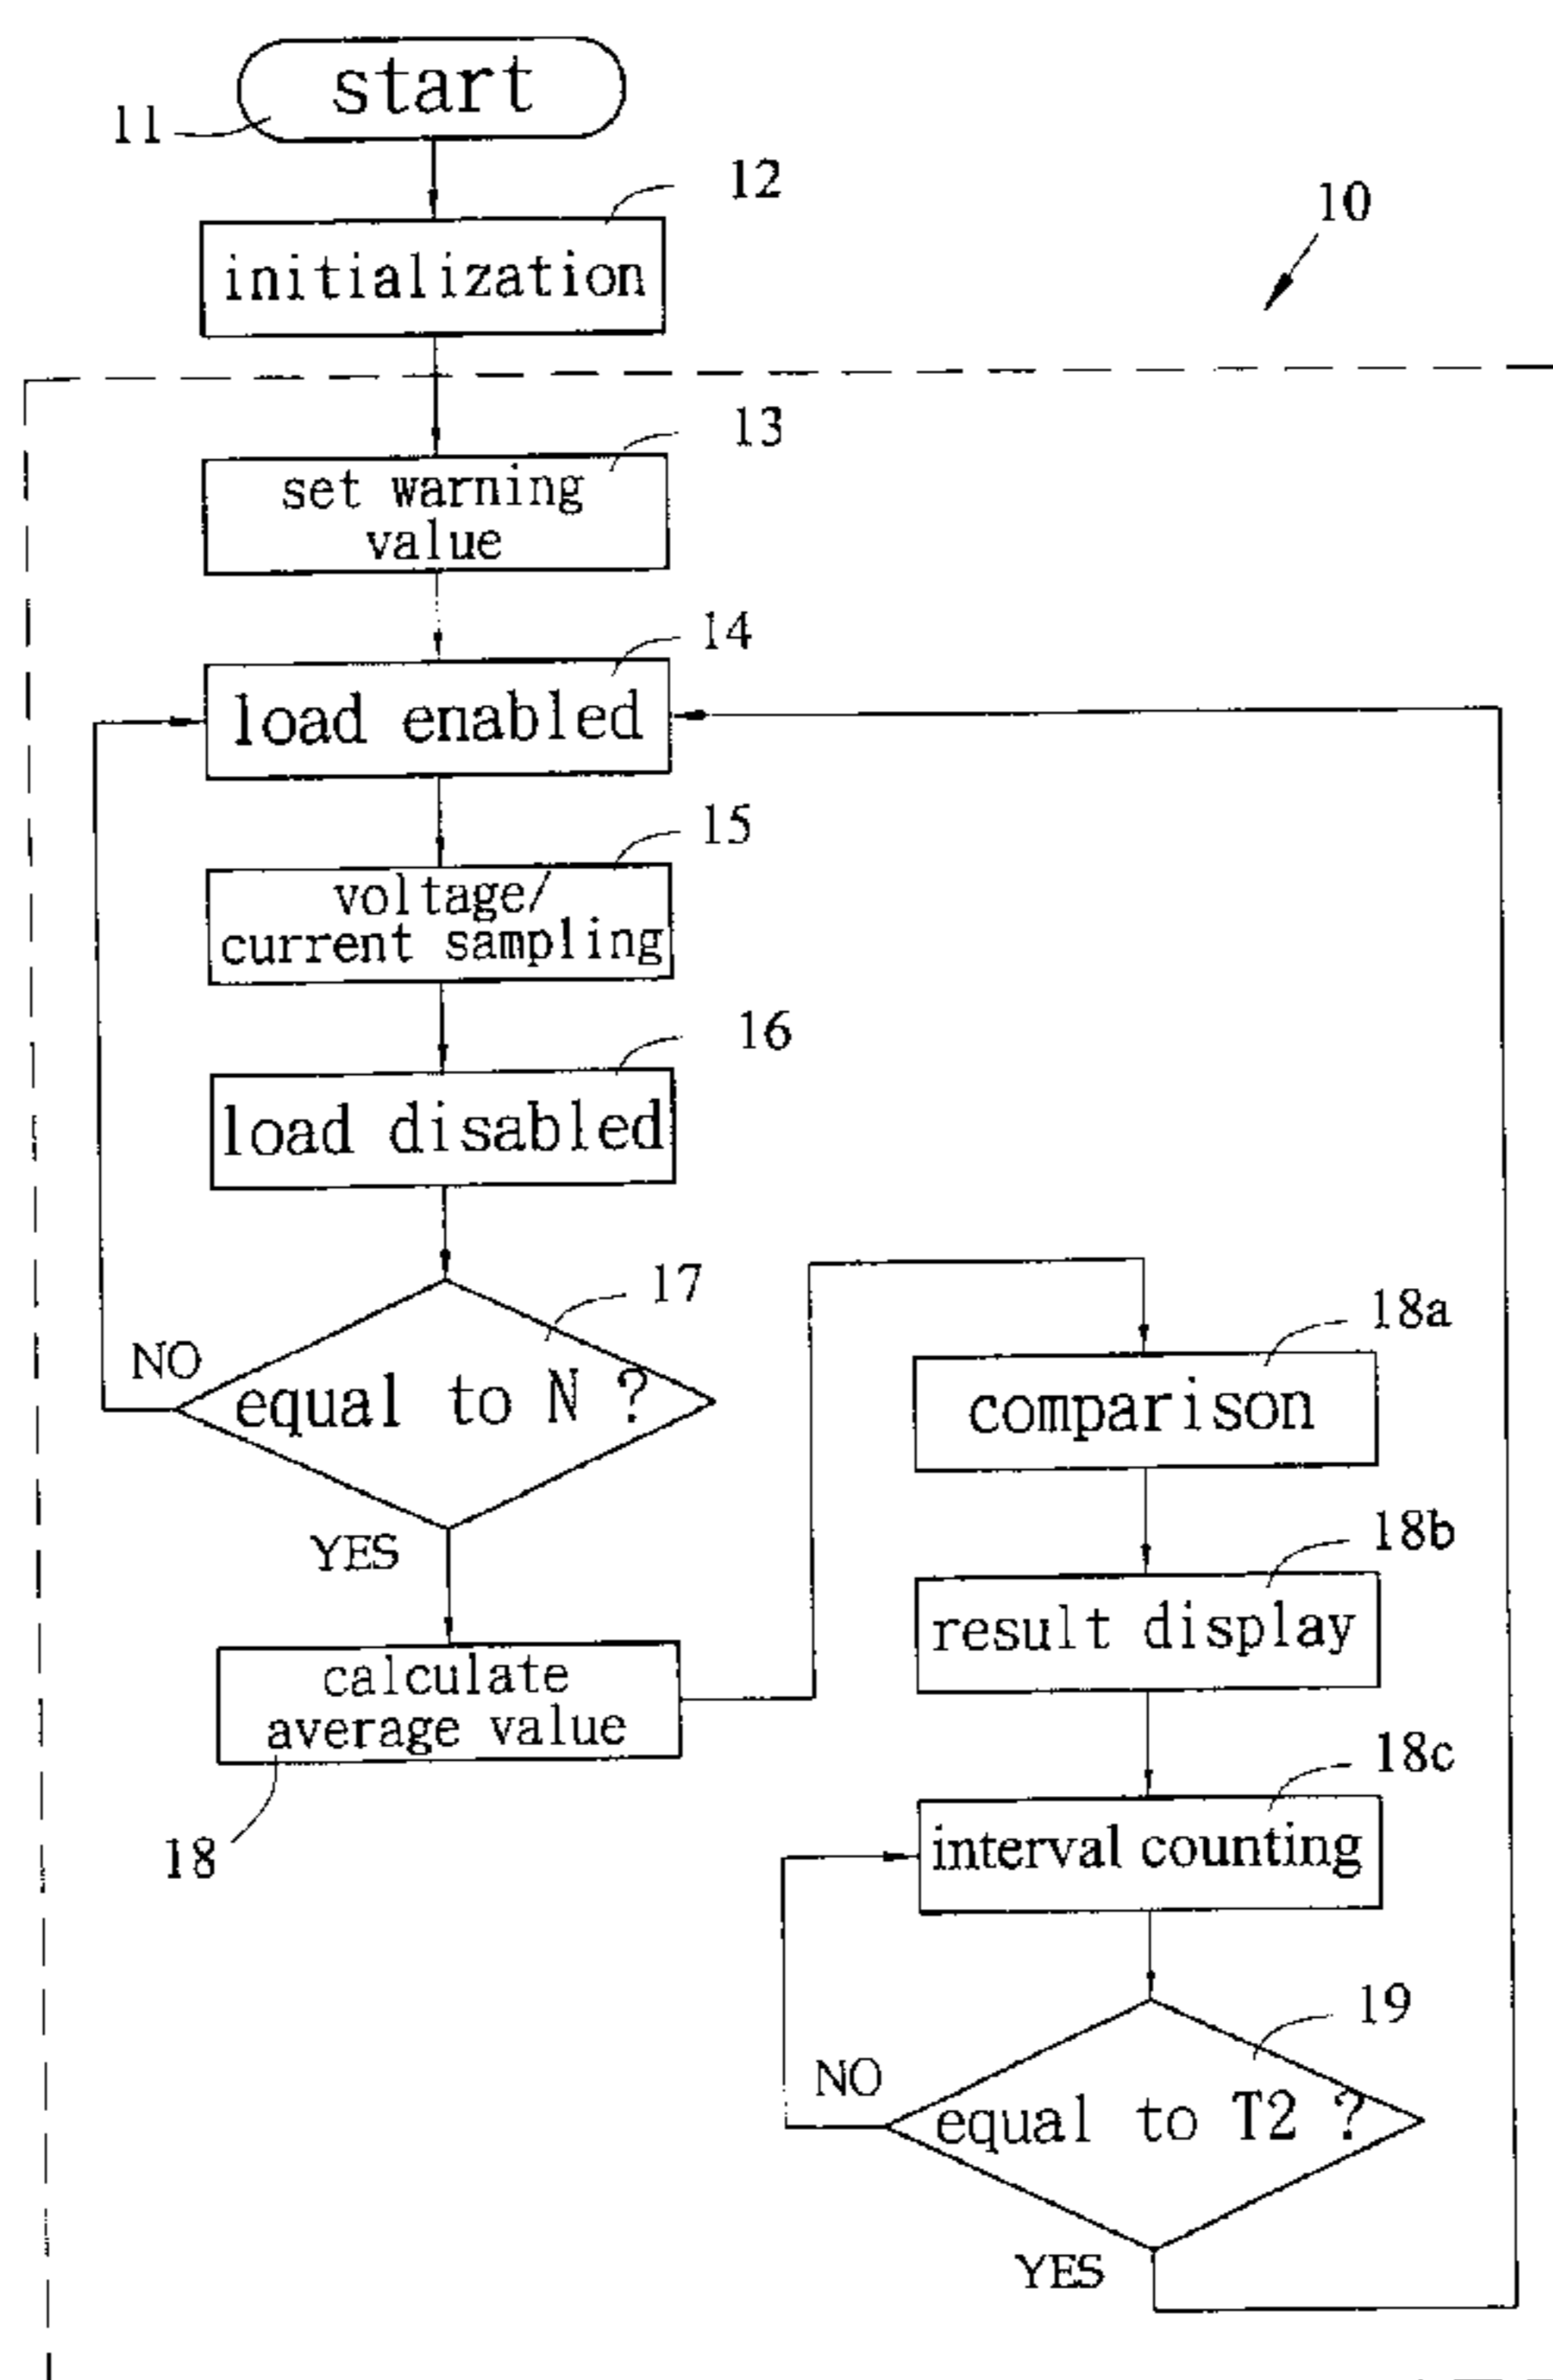 start
11
12
initialization
10
13
set warning
value
14
load enabled
15
voltage/
current sampling
16
load disabled
17
NO
equal to N ?
YES
calculate
average value
18
18a
comparison
18b
result display
18c
interval counting
19
NO
equal to T2 ?
YES